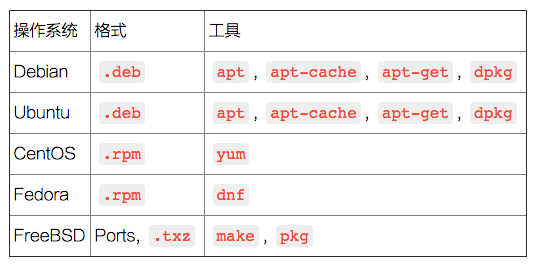 操作系统 格式 工具
Debian .deb apt, apt-cache, apt-get, dpkg
Ubuntu .deb apt, apt-cache, apt-get, dpkg
CentOS .rpm yum
Fedora .rpm dnf
FreeBSD Ports, .txz make, pkg